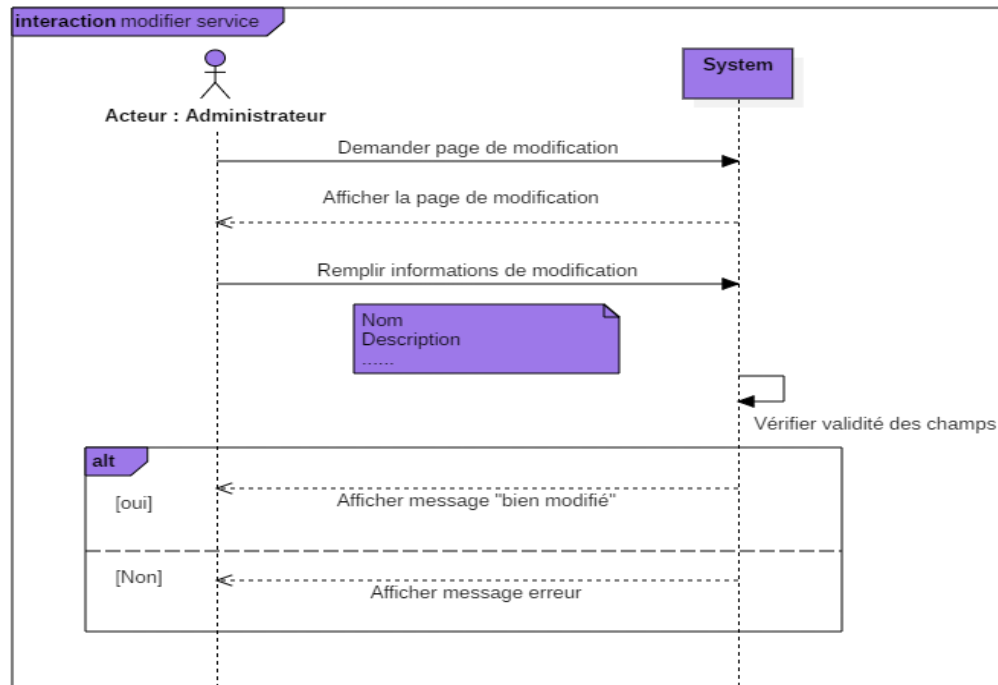 interaction modifier service
System
Acteur : Administrateur
Demander page de modification
Afficher la page de modification
Remplir informations de modification
Nom
Description
......
Vérifier validité des champs
alt
[oui]
Afficher message "bien modifié"
[Non]
Afficher message erreur